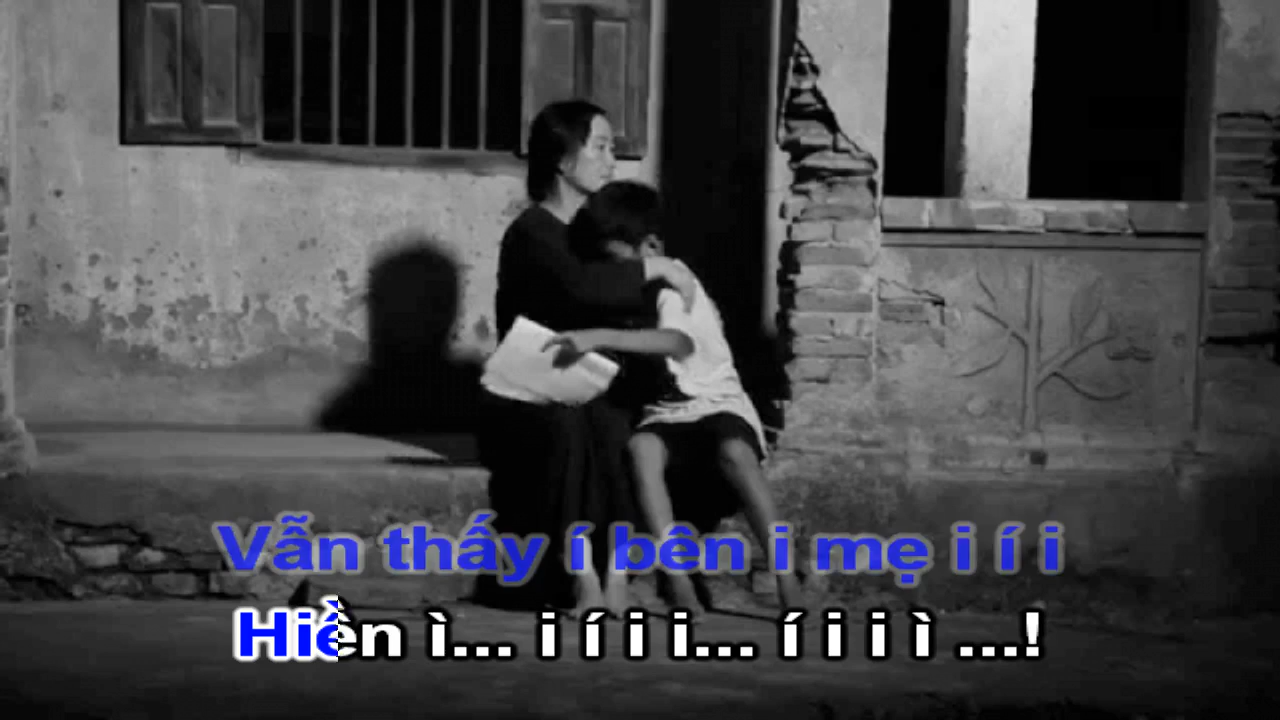 Vẫn thấy í bên i mẹ i í i
Hiền ì... i í i i... í i i ì ...!